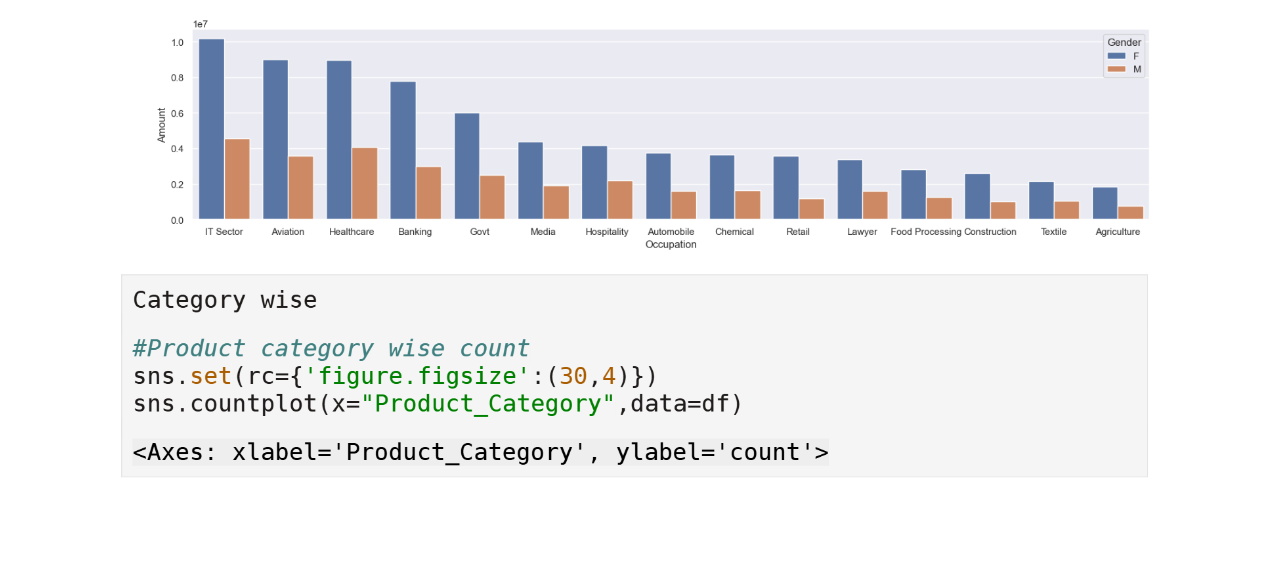 1e7
1.0
0.8
0.6
0.4
0.2
0.0
Amount
Gender
F
M
IT Sector Aviation Healthcare Banking Govt Media Hospitality Automobile Chemical Retail Lawyer Food Processing Construction Textile Agriculture
Occupation
Category wise
#Product category wise count
sns.set(rc={'figure.figsize':(30,4)})
sns.countplot(x="Product_Category",data=df)
<Axes: xlabel='Product_Category', ylabel='count'>